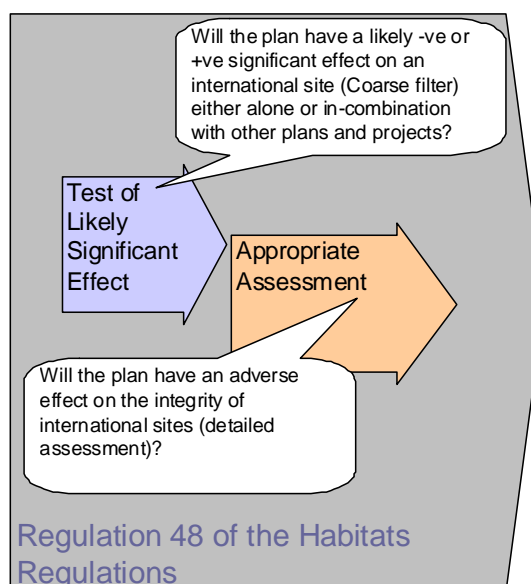 Will the plan have a likely -ve or
+ve significant effect on an
international site (Coarse filter)
either alone or in-combination
with other plans and projects?
Test of
Likely
Significant
Effect
Appropriate
Assessment
Will the plan have an adverse
effect on the integrity of
international sites (detailed
assessment)?
Regulation 48 of the Habitats
Regulations